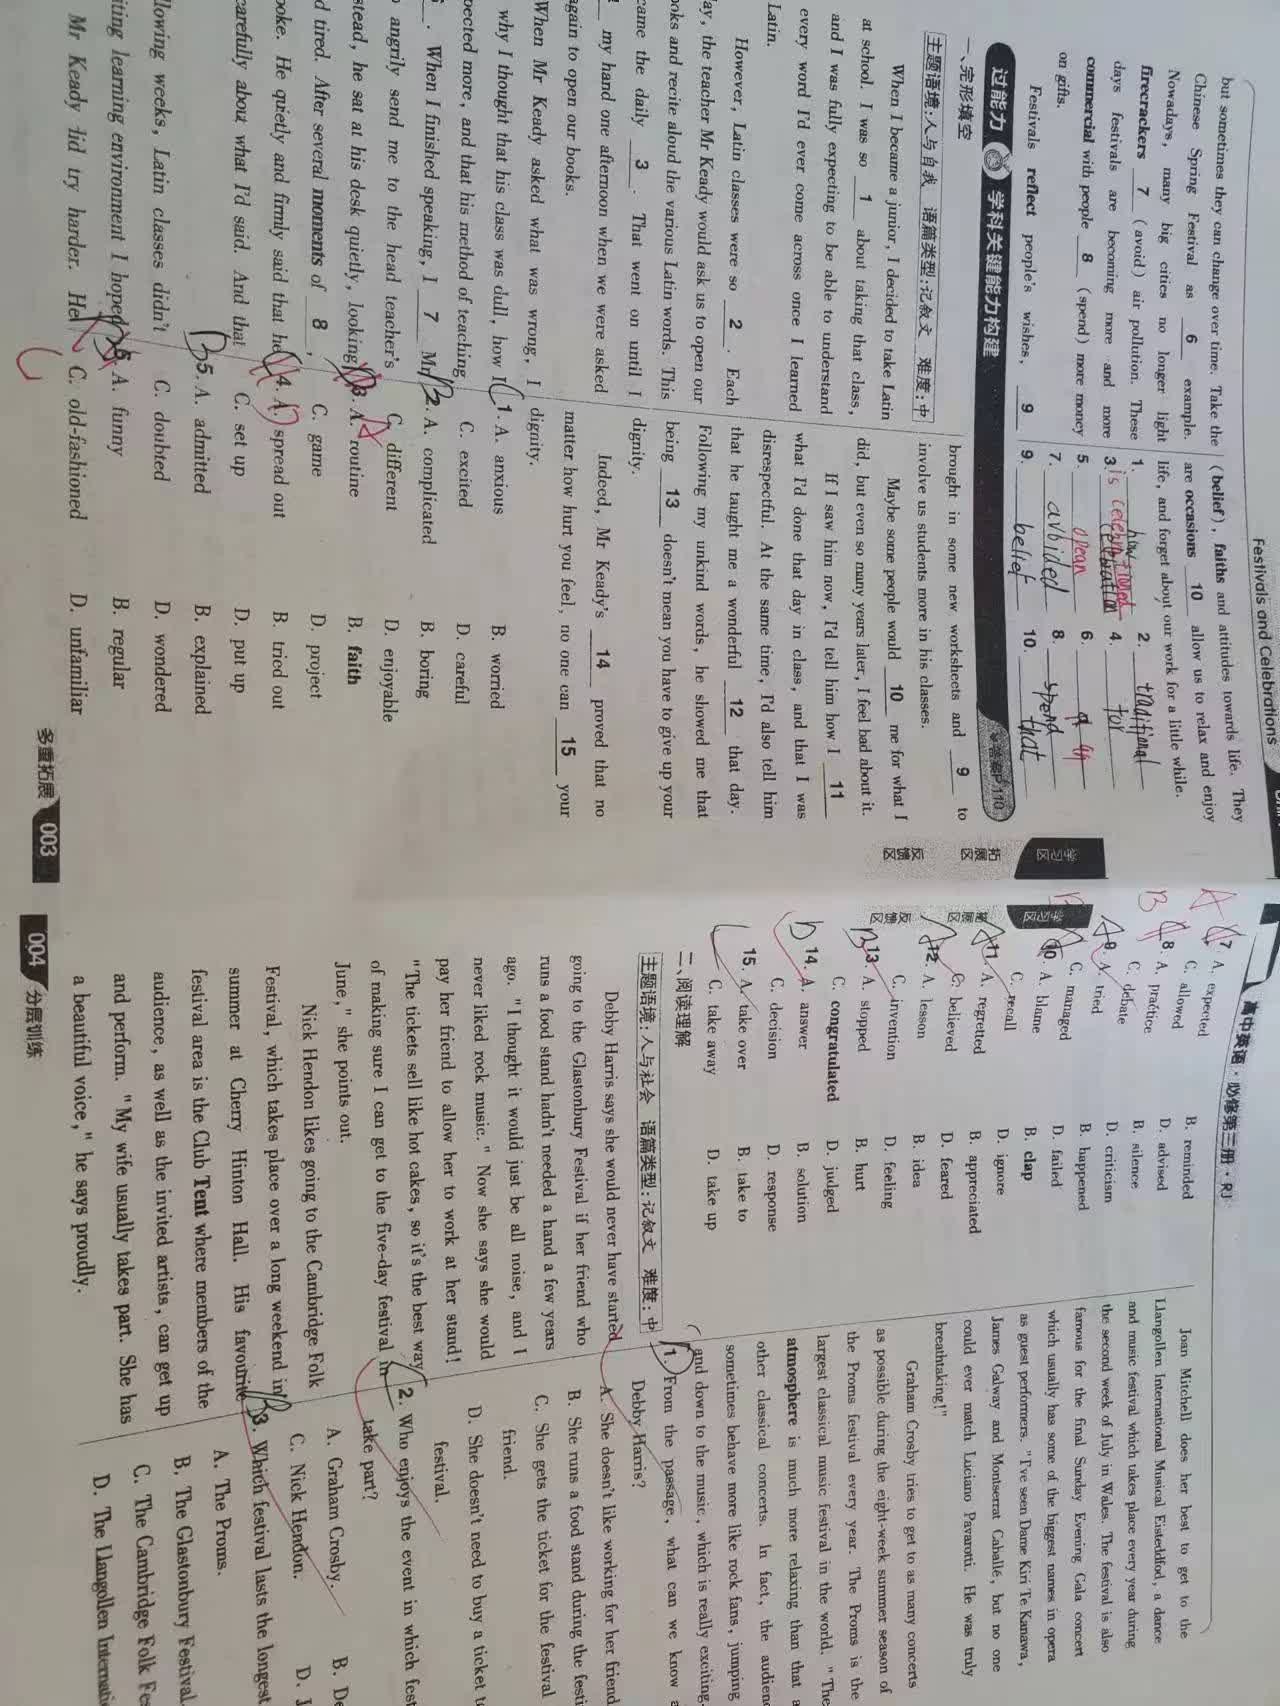 Festivals and Celebrations
but sometimes they can change over time. Take the
Chinese Spring Festival as 6 example.
Nowadays, many big cities no longer light
firecrackers 7 (avoid) air pollution. These
days festivals are becoming more and more
commercial with people 8 (spend) more money
on gifts.
Festivals reflect people's wishes, 9
(belief), faiths and attitudes towards life. They
are occasions 10 allow us to relax and enjoy
life, and forget about our work for a little while.
1.
2. traditional
3. is celebrated
4. for
5. opean
6. an
7. avoided
8. spend
9. belief
10. that
过能力 学科关键能力构建
答案P110
一、完形填空
主题语境:人与自我 语篇类型:记叙文 难度:中
When I became a junior, I decided to take Latin
at school. I was so 1 about taking that class,
and I was fully expecting to be able to understand
every word I'd ever come across once I learned
Latin.
However, Latin classes were so 2 . Each
day, the teacher Mr Keady would ask us to open our
books and recite aloud the various Latin words. This
came the daily 3 . That went on until I
my hand one afternoon when we were asked
again to open our books.
When Mr Keady asked what was wrong, I
why I thought that his class was dull, how I
pected more, and that his method of teaching
. When I finished speaking, I 7 Mr
angrily send me to the head teacher's
stead, he sat at his desk quietly, looking
d tired. After several moments of 8 ,
oke. He quietly and firmly said that he
carefully about what I'd said. And that
llowing weeks, Latin classes didn't
iting learning environment I hoped
Mr Keady did try harder. He
brought in some new worksheets and 9 to
involve us students more in his classes.
Maybe some people would 10 me for what I
did, but even so many years later, I feel bad about it.
If I saw him now, I'd tell him how I 11
what I'd done that day in class, and that I was
disrespectful. At the same time, I'd also tell him
that he taught me a wonderful 12 that day.
Following my unkind words, he showed me that
being 13 doesn't mean you have to give up your
dignity.
Indeed, Mr Keady's 14 proved that no
matter how hurt you feel, no one can 15 your
dignity.
1. A. anxious B. worried
C. excited D. careful
2. A. complicated B. boring
C. different D. enjoyable
3. A. routine B. faith
C. game D. project
4. A. spread out B. tried out
C. set up D. put up
5. A. admitted B. explained
C. doubted D. wondered
6. A. funny B. regular
C. old-fashioned D. unfamiliar
多重拓展 003
学习区
拓展区
反馈区
高中英语·必修第三册·RJ
学习区
拓展区
反馈区
7. A. expected B. reminded
C. allowed D. advised
8. A. practice B. silence
C. debate D. criticism
9. A. tried B. happened
C. managed D. failed
10. A. blame B. clap
C. recall D. ignore
11. A. regretted B. appreciated
C. believed D. feared
12. A. lesson B. idea
C. invention D. feeling
13. A. stopped B. hurt
C. congratulated D. judged
14. A. answer B. solution
C. decision D. response
15. A. take over B. take to
C. take away D. take up
二、阅读理解
主题语境:人与社会 语篇类型:记叙文 难度:中
Debby Harris says she would never have started
going to the Glastonbury Festival if her friend who
runs a food stand hadn't needed a hand a few years
ago. "I thought it would just be all noise, and I
never liked rock music." Now she says she would
pay her friend to allow her to work at her stand!
"The tickets sell like hot cakes, so it's the best way
of making sure I can get to the five-day festival in
June," she points out.
Nick Hendon likes going to the Cambridge Folk
Festival, which takes place over a long weekend in
summer at Cherry Hinton Hall. His favourite
festival area is the Club Tent where members of the
audience, as well as the invited artists, can get up
and perform. "My wife usually takes part. She has
a beautiful voice," he says proudly.
Joan Mitchell does her best to get to the
Llangollen International Musical Eisteddfod, a dance
and music festival which takes place every year during
the second week of July in Wales. The festival is also
famous for the final Sunday Evening Gala concert
which usually has some of the biggest names in opera
as guest performers. "I've seen Dame Kiri Te Kanawa,
James Galway and Montserrat Caballé, but no one
could ever match Luciano Pavarotti. He was truly
breathtaking!"
Graham Crosby tries to get to as many concerts
as possible during the eight-week summer season of
the Proms festival every year. The Proms is the
largest classical music festival in the world. "The
atmosphere is much more relaxing than that a
other classical concerts. In fact, the audience
sometimes behave more like rock fans, jumping
and down to the music, which is really exciting.
1. From the passage, what can we know a
Debby Harris?
A. She doesn't like working for her friend
B. She runs a food stand during the festi
C. She gets the ticket for the festival
friend.
D. She doesn't need to buy a ticket t
festival.
2. Who enjoys the event in which fest
take part?
A. Graham Crosby. B. De
C. Nick Hendon. D. J
3. Which festival lasts the longest
A. The Proms.
B. The Glastonbury Festival.
C. The Cambridge Folk Fes
D. The Llangollen Internati
004 分层训练